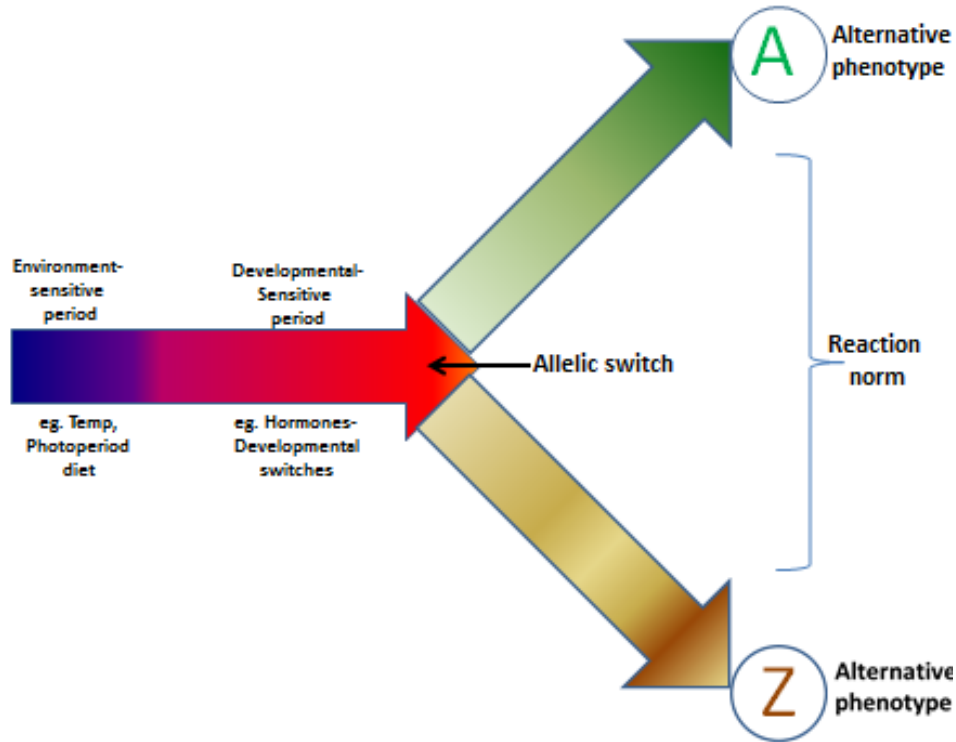 A
Alternative
phenotype
Environment-
sensitive
period
Developmental-
Sensitive
period
Allelic switch
Reaction
norm
eg. Temp,
Photoperiod
diet
eg. Hormones-
Developmental
switches
Z
Alternative
phenotype